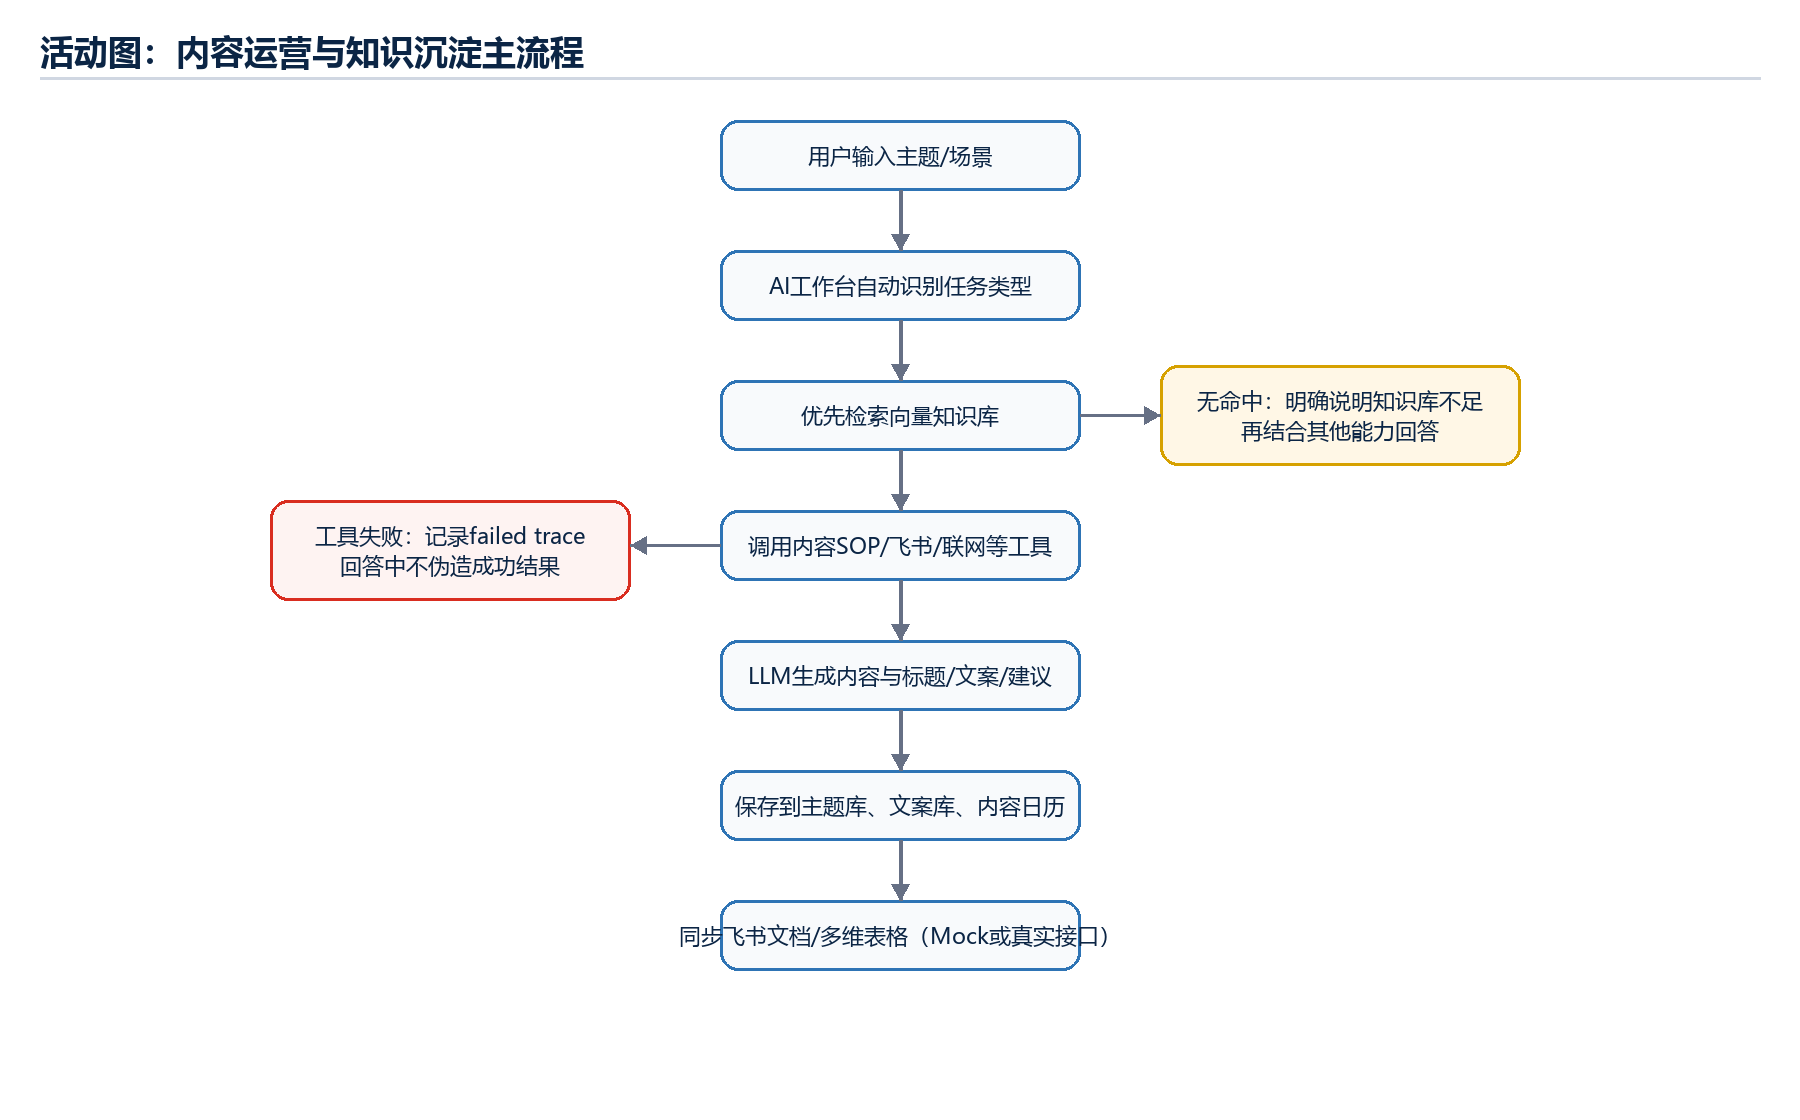 活动图：内容运营与知识沉淀主流程
用户输入主题/场景
AI工作台自动识别任务类型
优先检索向量知识库
无命中：明确说明知识库不足
再结合其他能力回答
工具失败：记录failed trace
回答中不伪造成功结果
调用内容SOP/飞书/联网等工具
LLM生成内容与标题/文案/建议
保存到主题库、文案库、内容日历
同步飞书文档/多维表格（Mock或真实接口）